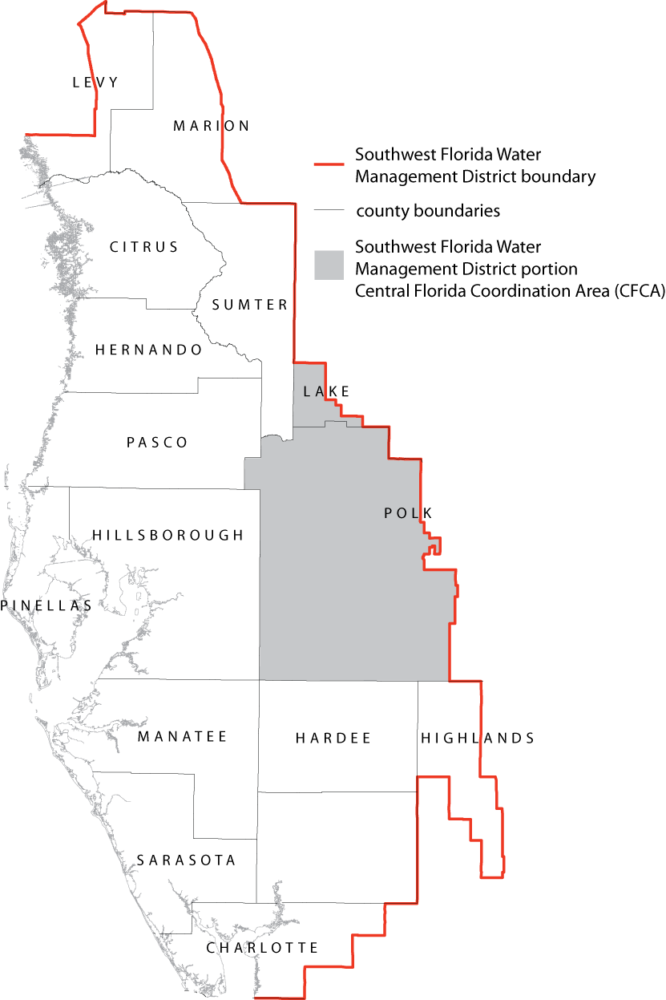 LEVY
MARION
Southwest Florida Water
Management District boundary
county boundaries
CITRUS
Southwest Florida Water
Management District portion
Central Florida Coordination Area (CFCA)
SUMTER
HERNANDO
LAKE
PASCO
POLK
HILLSBOROUGH
PINELLAS
MANATEE
HARDEE
HIGHLANDS
SARASOTA
CHARLOTTE